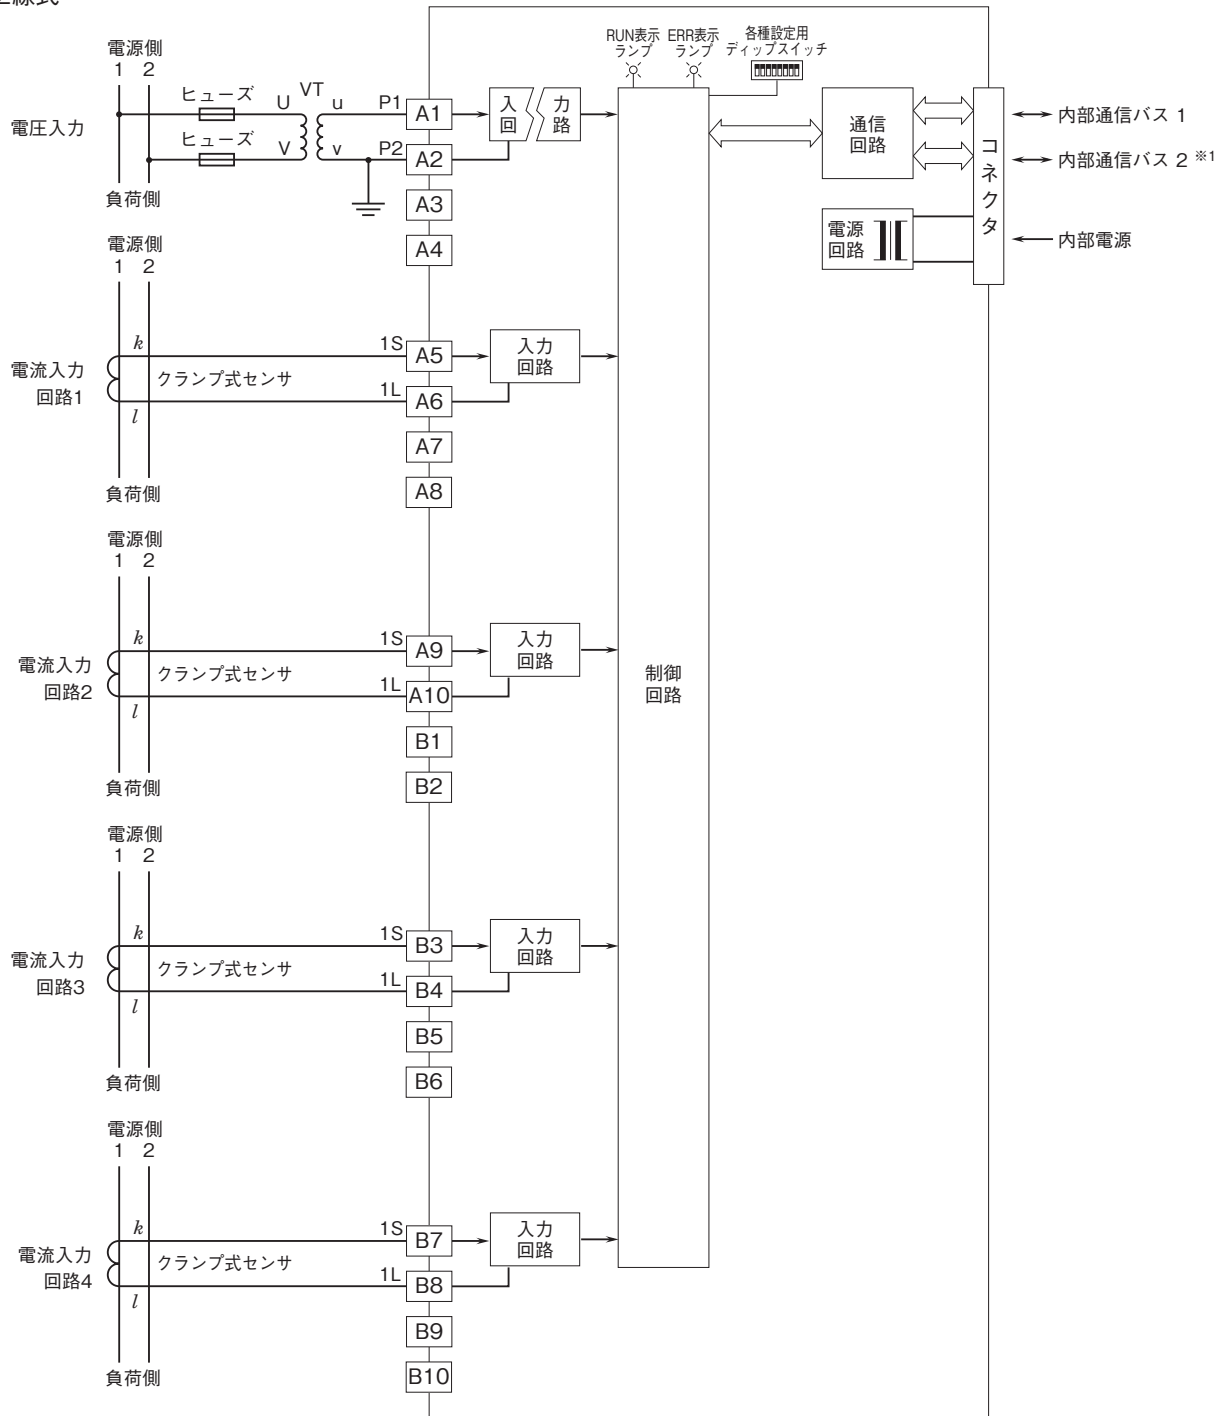 線式
RUN表示
ランプ
ERR表示
ランプ
各種設定用
ディップスイッチ
電源側
1 2
電圧入力
ヒューズ
ヒューズ
U VT u
V v
P1
P2
A1
A2
A3
A4
負荷側
入 力
回 路
通信
回路
コネクタ
内部通信バス 1
内部通信バス 2 ※1
電源
回路
内部電源
制御
回路
電源側
1 2
電流入力
回路1
k
l
クランプ式センサ
1S
1L
A5
A6
A7
A8
入力
回路
負荷側
電源側
1 2
電流入力
回路2
k
l
クランプ式センサ
1S
1L
A9
A10
B1
B2
入力
回路
負荷側
電源側
1 2
電流入力
回路3
k
l
クランプ式センサ
1S
1L
B3
B4
B5
B6
入力
回路
負荷側
電源側
1 2
電流入力
回路4
k
l
クランプ式センサ
1S
1L
B7
B8
B9
B10
入力
回路
負荷側